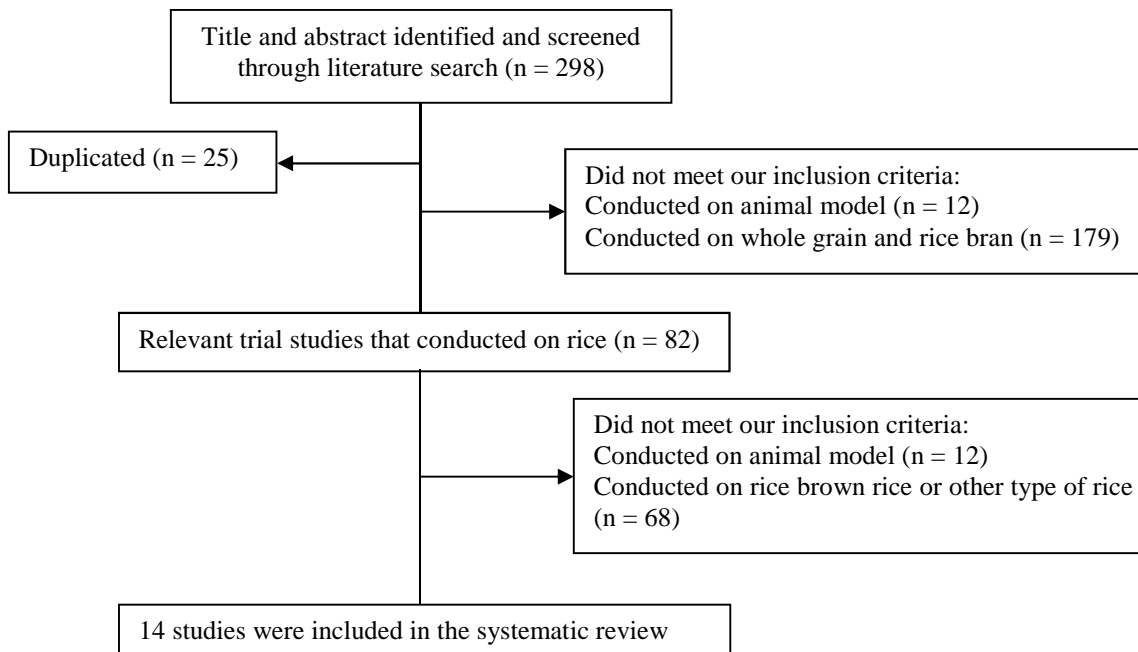 Title and abstract identified and screened
through literature search (n = 298)
Duplicated (n = 25)
Did not meet our inclusion criteria:
Conducted on animal model (n = 12)
Conducted on whole grain and rice bran (n = 179)
Relevant trial studies that conducted on rice (n = 82)
Did not meet our inclusion criteria:
Conducted on animal model (n = 12)
Conducted on rice brown rice or other type of rice
(n = 68)
14 studies were included in the systematic review